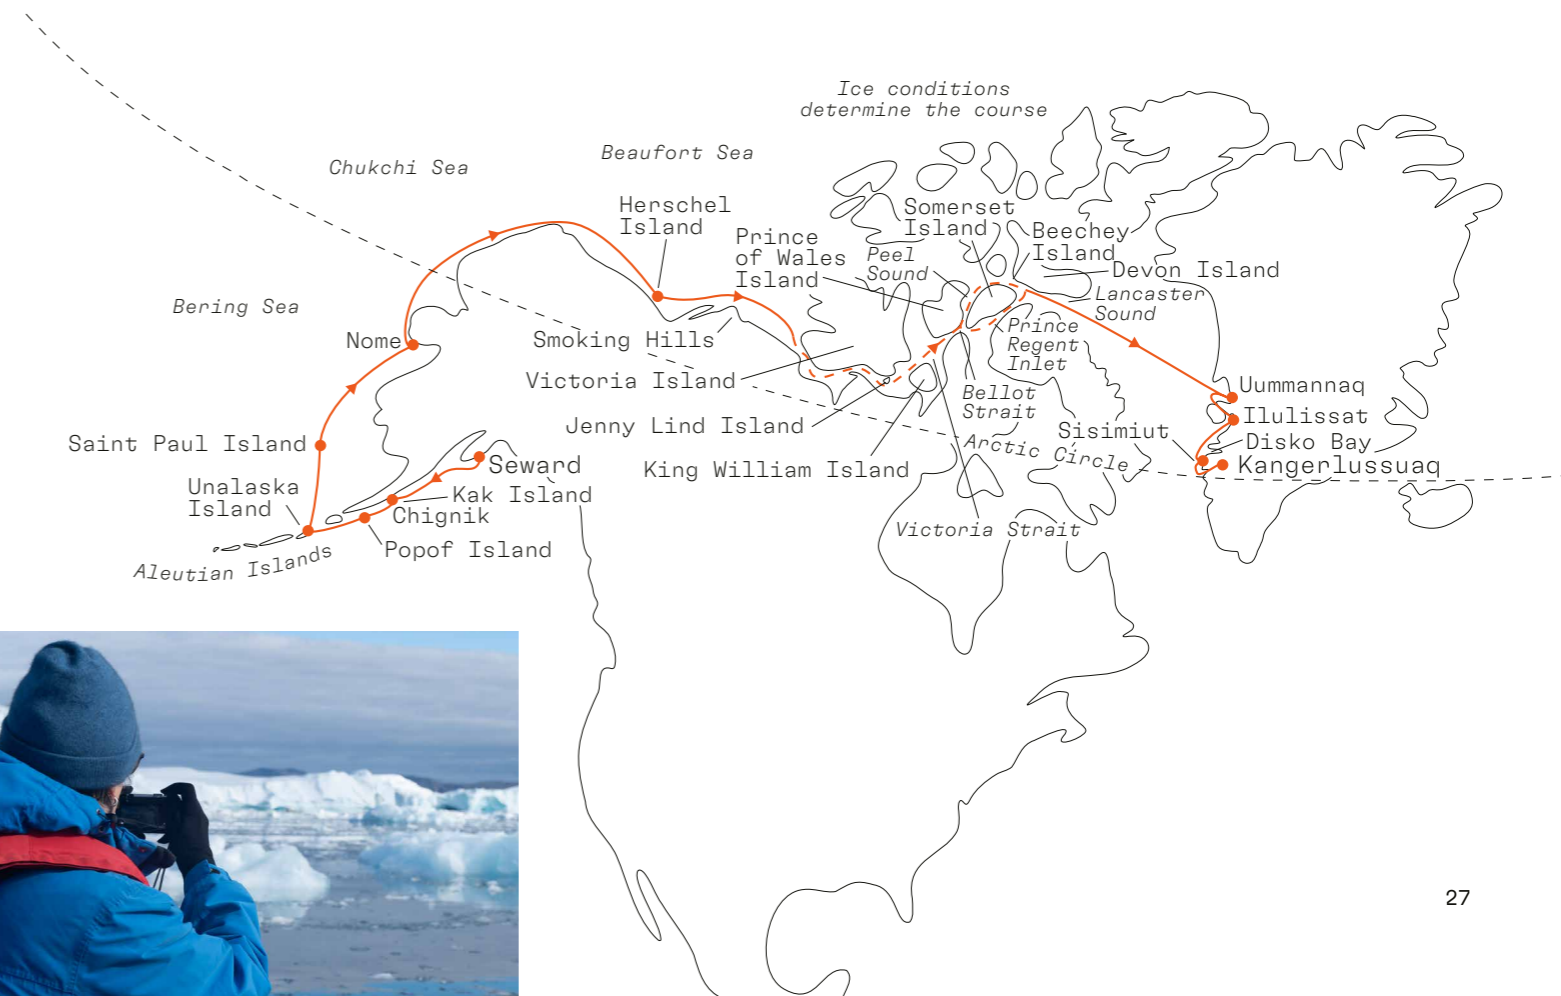 Ice conditions
determine the course
Chukchi Sea
Beaufort Sea
Herschel
Island
Somerset
Island
Prince
of Wales
Island
Peel
Sound
Beechey
Island
Devon Island
Lancaster
Sound
Bering Sea
Nome
Smoking Hills
Prince
Regent
Inlet
Victoria Island
Bellot
Strait
Uummannaq
Ilulissat
Jenny Lind Island
Sisimiut
Disko Bay
Saint Paul Island
Arctic Circle
King William Island
Kangerlussuaq
Seward
Unalaska
Island
Kak Island
Chignik
Victoria Strait
Popof Island
Aleutian Islands
27